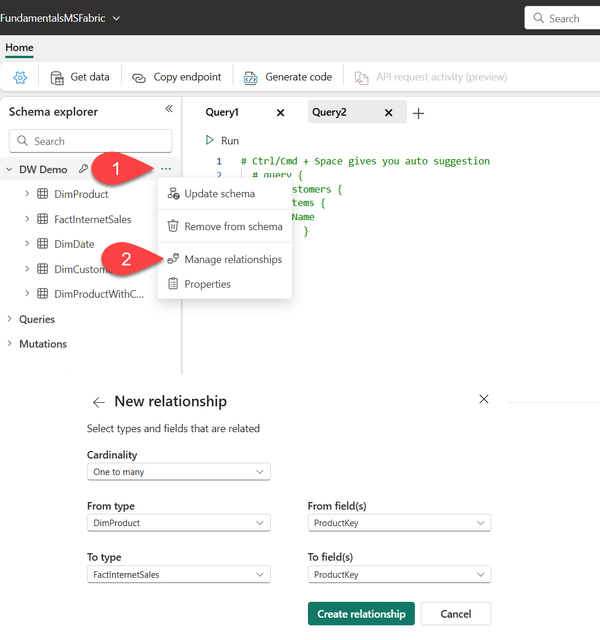 FundamentalsMSFabric
Search
Home
Get data
Copy endpoint
Generate code
API request activity (preview)
Schema explorer
Query1
Query2
Search
Run
DW Demo
1
1 # Ctrl/Cmd + Space gives you auto suggestion
2 # query {
DimProduct
Update schema
stomers {
tems {
FactInternetSales
Remove from schema
Name
}
DimDate
2
Manage relationships
DimCustom
DimProductWithC...
Properties
Queries
Mutations
New relationship
Select types and fields that are related
Cardinality
One to many
From type
From field(s)
DimProduct
ProductKey
To type
To field(s)
FactInternetSales
ProductKey
Create relationship
Cancel